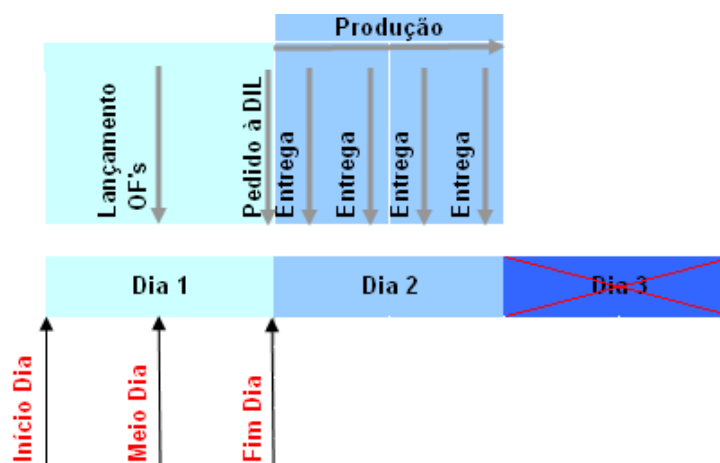 Produção
Lançamento
OF's
Pedido à DIL
Entrega
Entrega
Entrega
Entrega
Dia 1
Dia 2
Dia 3
Início Dia
Meio Dia
Fim Dia